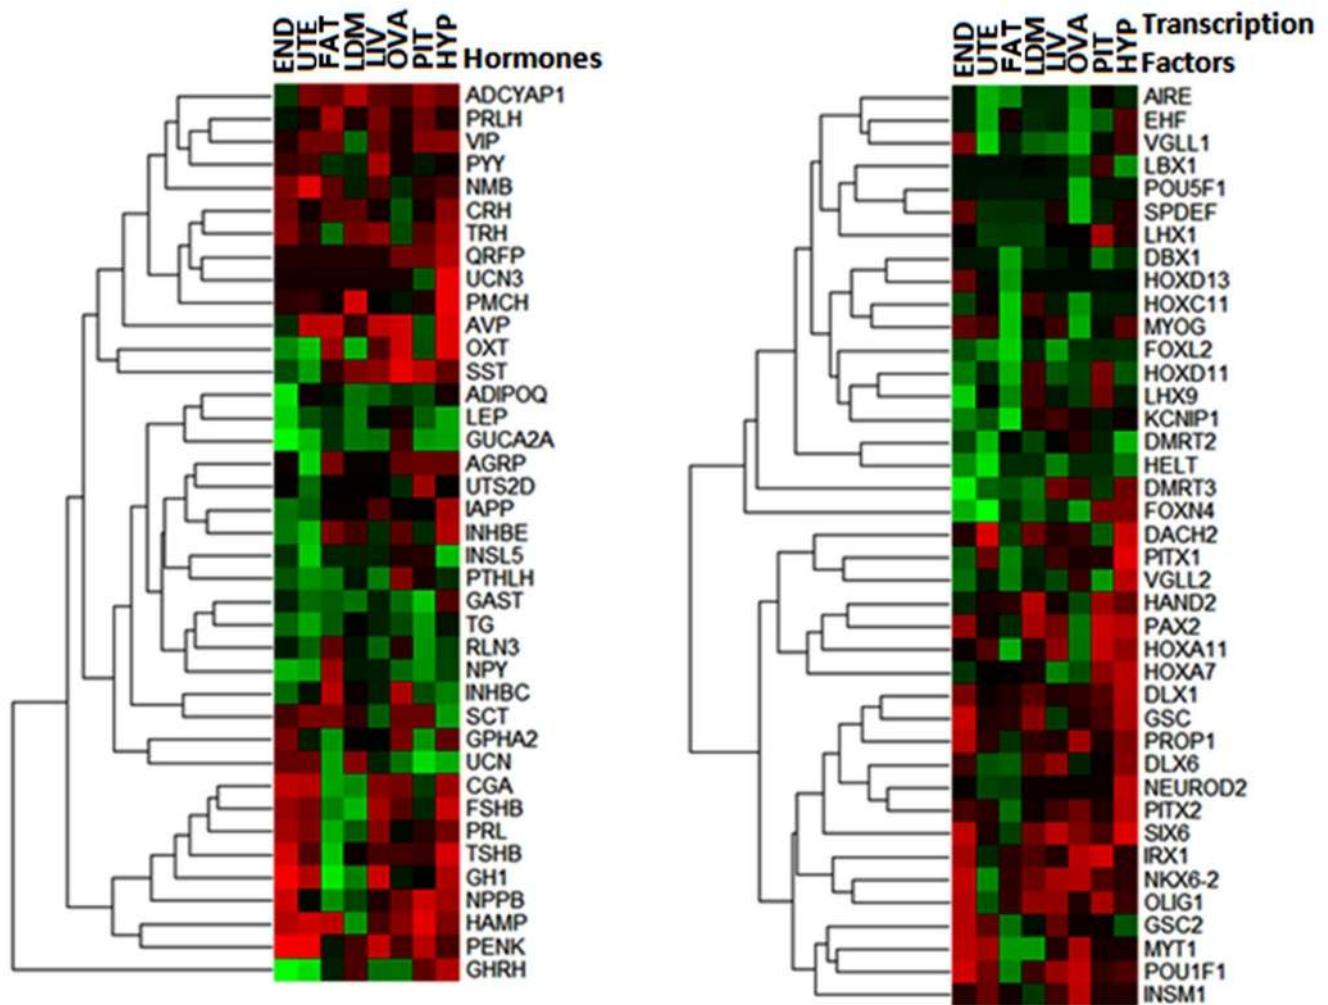 END UTE FAT LDM LIV OVA PIT HYP Hormones
ADCYAP1
PRLH
VIP
PYY
NMB
CRH
TRH
QRFP
UCN3
PMCH
AVP
OXT
SST
ADIPOQ
LEP
GUCA2A
AGRP
UTS2D
IAPP
INHBE
INSL5
PTHLH
GAST
TG
RLN3
NPY
INHBC
SCT
GPHA2
UCN
CGA
FSHB
PRL
TSHB
GH1
NPPB
HAMP
PENK
GHRH
END UTE FAT LDM LIV OVA PIT HYP Transcription
Factors
AIRE
EHF
VGLL1
LBX1
POU5F1
SPDEF
LHX1
DBX1
HOXD13
HOXC11
MYOG
FOXL2
HOXD11
LHX9
KCNIP1
DMRT2
HELT
DMRT3
FOXN4
DACH2
PITX1
VGLL2
HAND2
PAX2
HOXA11
HOXA7
DLX1
GSC
PROP1
DLX6
NEUROD2
PITX2
SIX6
IRX1
NKX6-2
OLIG1
GSC2
MYT1
POU1F1
INSM1